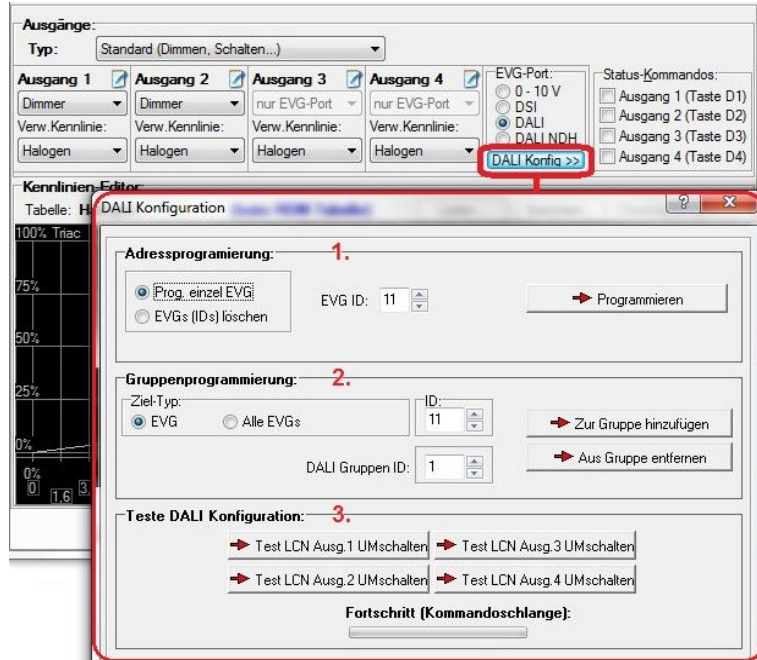 Ausgänge:
Typ: Standard (Dimmen, Schalten...)
Ausgang 1 Ausgang 2 Ausgang 3 Ausgang 4
Dimmer Dimmer nur EVG-Port nur EVG-Port
Verw.Kennlinie: Verw.Kennlinie: Verw.Kennlinie: Verw.Kennlinie:
Halogen Halogen Halogen Halogen
EVG-Port:
0 - 10 V
DSI
DALI
DALI NDH
DALI Konfig >>
Status-Kommandos:
Ausgang 1 (Taste D1)
Ausgang 2 (Taste D2)
Ausgang 3 (Taste D3)
Ausgang 4 (Taste D4)
Kennlinien-Editor:
Tabelle:
100% Triac
75%
50%
25%
0%
0%
0 1,6
DALI Konfiguration
?
X
Adressprogramierung: 1.
Prog. einzel EVG
EVGs (IDs) löschen
EVG ID: 11
Programmieren
Gruppenprogrammierung: 2.
Ziel-Typ:
EVG Alle EVGs
ID:
11
DALI Gruppen ID: 1
Zur Gruppe hinzufügen
Aus Gruppe entfernen
Teste DALI Konfiguration: 3.
Test LCN Ausg.1 UMschalten Test LCN Ausg.3 UMschalten
Test LCN Ausg.2 UMschalten Test LCN Ausg.4 UMschalten
Fortschritt (Kommandoschlange):